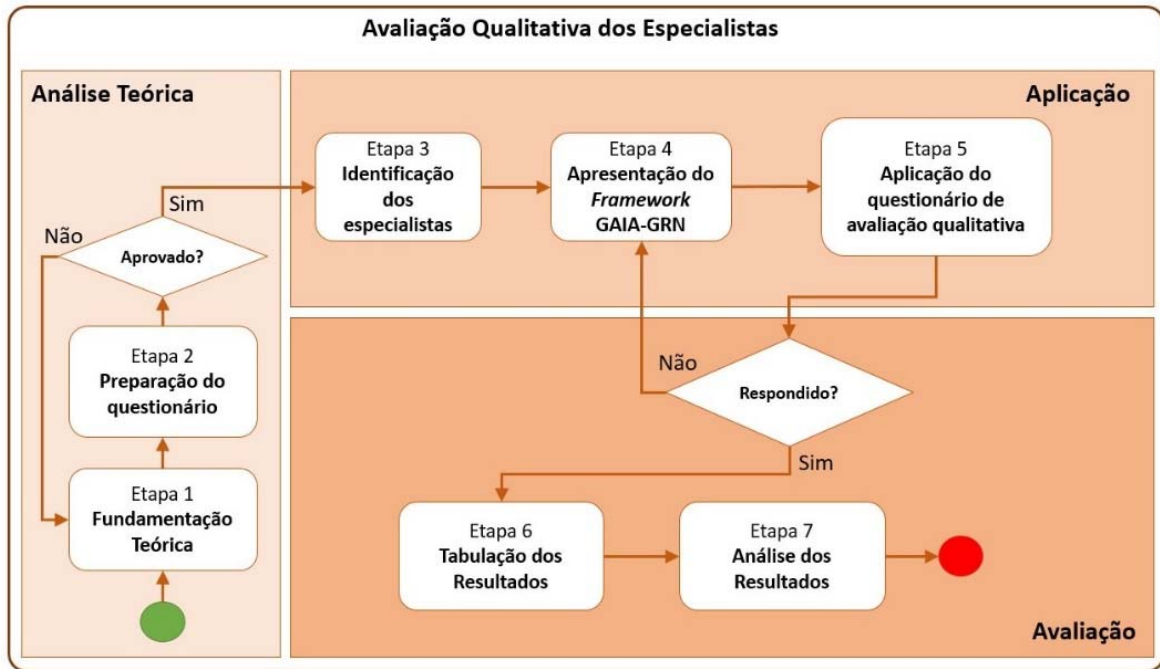 Avaliação Qualitativa dos Especialistas
Análise Teórica
Aplicação
Etapa 3
Identificação
dos
especialistas
Etapa 4
Apresentação do
Framework
GAIA-GRN
Etapa 5
Aplicação do
questionário de
avaliação qualitativa
Sim
Não
Aprovado?
Etapa 2
Preparação do
questionário
Etapa 1
Fundamentação
Teórica
Não
Respondido?
Sim
Etapa 6
Tabulação dos
Resultados
Etapa 7
Análise dos
Resultados
Avaliação